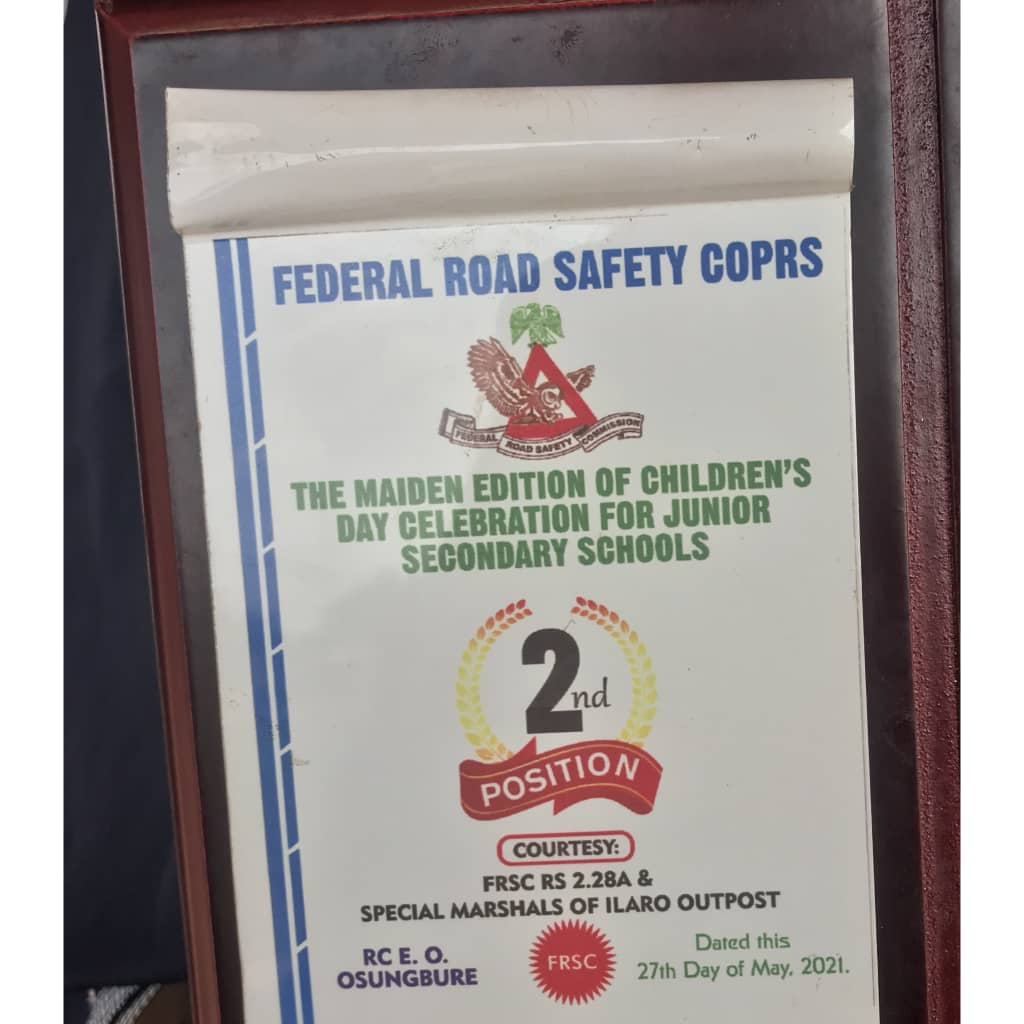 FEDERAL ROAD SAFETY COPRS
FEDERAL ROAD SAFETY COMMISSION
THE MAIDEN EDITION OF CHILDREN'S
DAY CELEBRATION FOR JUNIOR
SECONDARY SCHOOLS
2nd
POSITION
COURTESY:
FRSC RS 2.28A &
SPECIAL MARSHALS OF ILARO OUTPOST
RC E. O.
OSUNGBURE
FRSC
Dated this
27th Day of May, 2021.